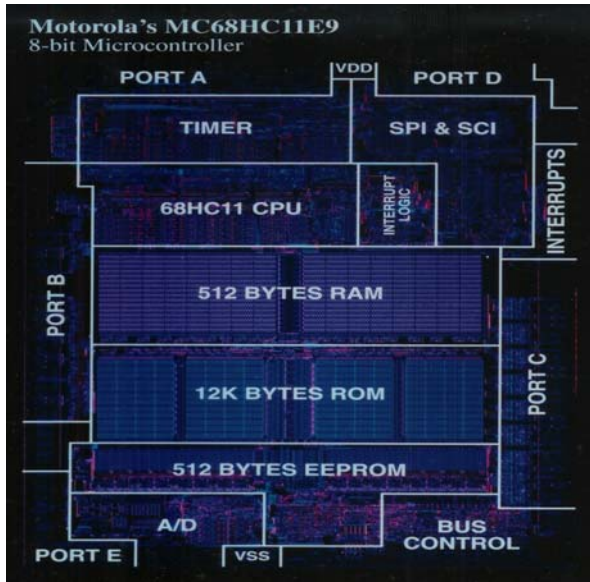 Motorola's MC68HC11E9
8-bit Microcontroller
PORT A
VDD
PORT D
TIMER
SPI & SCI
INTERRUPTS
68HC11 CPU
INTERRUPT
LOGIC
PORT B
512 BYTES RAM
PORT C
12K BYTES ROM
512 BYTES EEPROM
A/D
BUS
CONTROL
PORT E
VSS